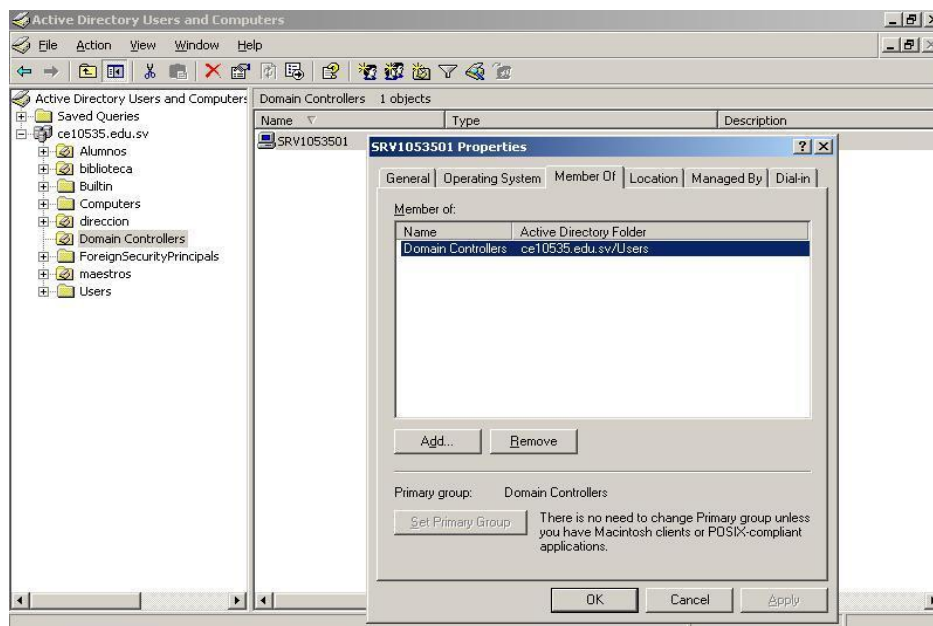 Active Directory Users and Computers
File Action View Window Help
Active Directory Users and Computers
Saved Queries
ce10535.edu.sv
Alumnos
biblioteca
Builtin
Computers
direccion
Domain Controllers
ForeignSecurityPrincipals
maestros
Users
Domain Controllers 1 objects
Name Type Description
SRV1053501
SRV1053501 Properties
General Operating System Member Of Location Managed By Dial-in
Member of:
Name Active Directory Folder
Domain Controllers ce10535.edu.sv/Users
Add... Remove
Primary group: Domain Controllers
Set Primary Group
There is no need to change Primary group unless
you have Macintosh clients or POSIX-compliant
applications.
OK Cancel Apply